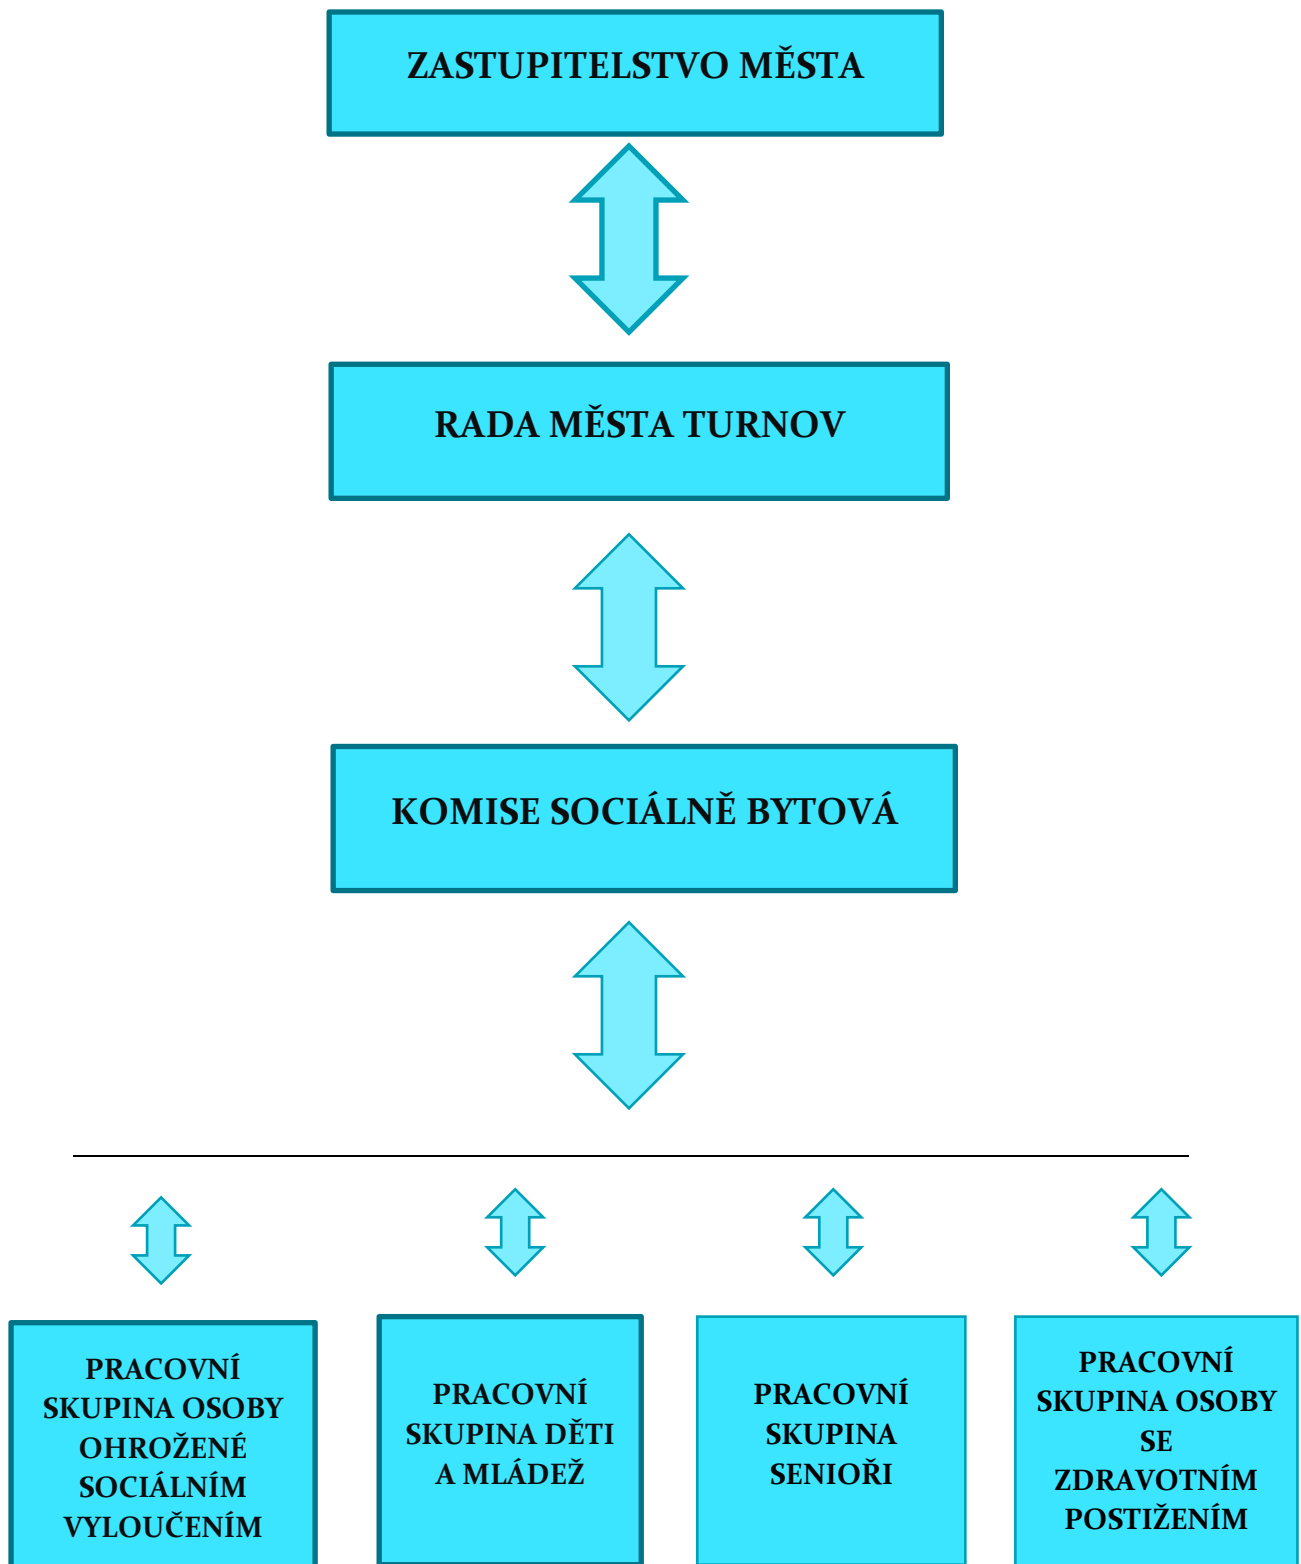 ZASTUPITELSTVO MĚSTA
RADA MĚSTA TURNOV
KOMISE SOCIÁLNĚ BYTOVÁ
PRACOVNÍ
SKUPINA OSOBY
OHROŽENÉ
SOCIÁLNÍM
VYLOUČENÍM
PRACOVNÍ
SKUPINA DĚTI
A MLÁDEŽ
PRACOVNÍ
SKUPINA
SENIOŘI
PRACOVNÍ
SKUPINA OSOBY
SE
ZDRAVOTNÍM
POSTIŽENÍM